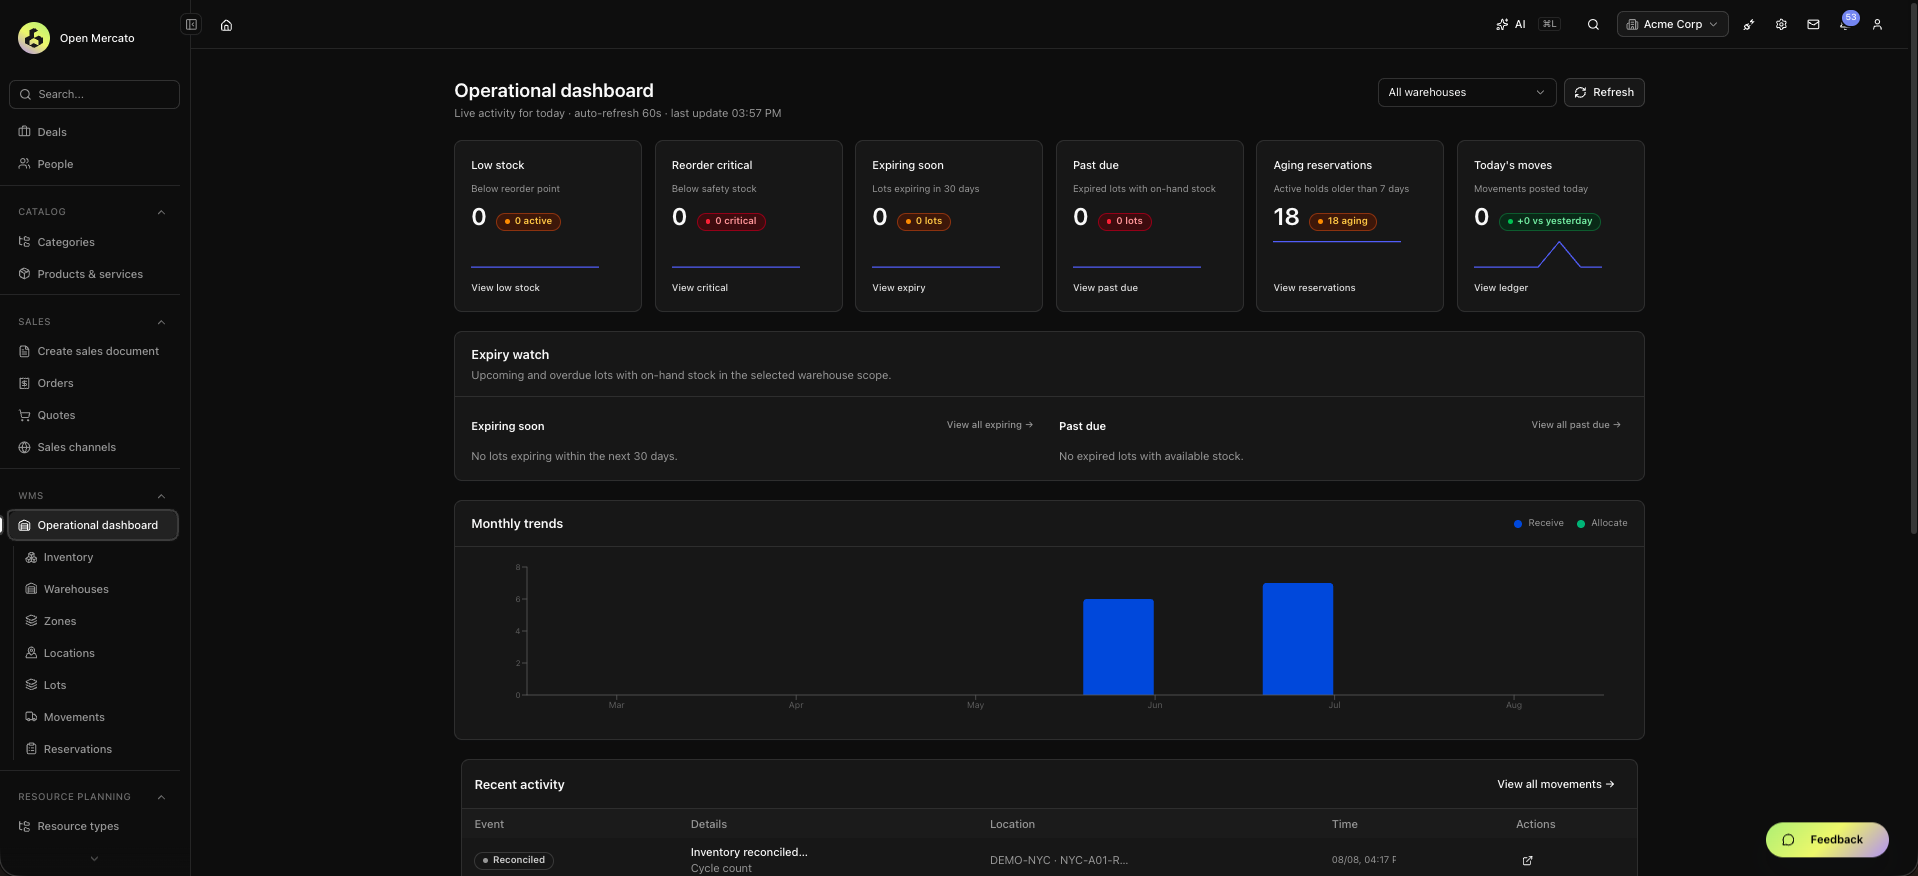 Open Mercato
Search...
Deals
People
CATALOG
Categories
Products & services
SALES
Create sales document
Orders
Quotes
Sales channels
WMS
Operational dashboard
Inventory
Warehouses
Zones
Locations
Lots
Movements
Reservations
RESOURCE PLANNING
Resource types
AI ⌘L
Acme Corp
53
Operational dashboard
Live activity for today · auto-refresh 60s · last update 03:57 PM
All warehouses
Refresh
Low stock
Below reorder point
0 0 active
View low stock
Reorder critical
Below safety stock
0 0 critical
View critical
Expiring soon
Lots expiring in 30 days
0 0 lots
View expiry
Past due
Expired lots with on-hand stock
0 0 lots
View past due
Aging reservations
Active holds older than 7 days
18 18 aging
View reservations
Today's moves
Movements posted today
0 +0 vs yesterday
View ledger
Expiry watch
Upcoming and overdue lots with on-hand stock in the selected warehouse scope.
Expiring soon
View all expiring →
No lots expiring within the next 30 days.
Past due
View all past due →
No expired lots with available stock.
Monthly trends
Receive Allocate
8
6
4
2
0
Mar Apr May Jun Jul Aug
Recent activity
View all movements →
Event Details Location Time Actions
Reconciled
Inventory reconciled...
Cycle count
DEMO-NYC · NYC-A01-R...
08/08, 04:17
Feedback